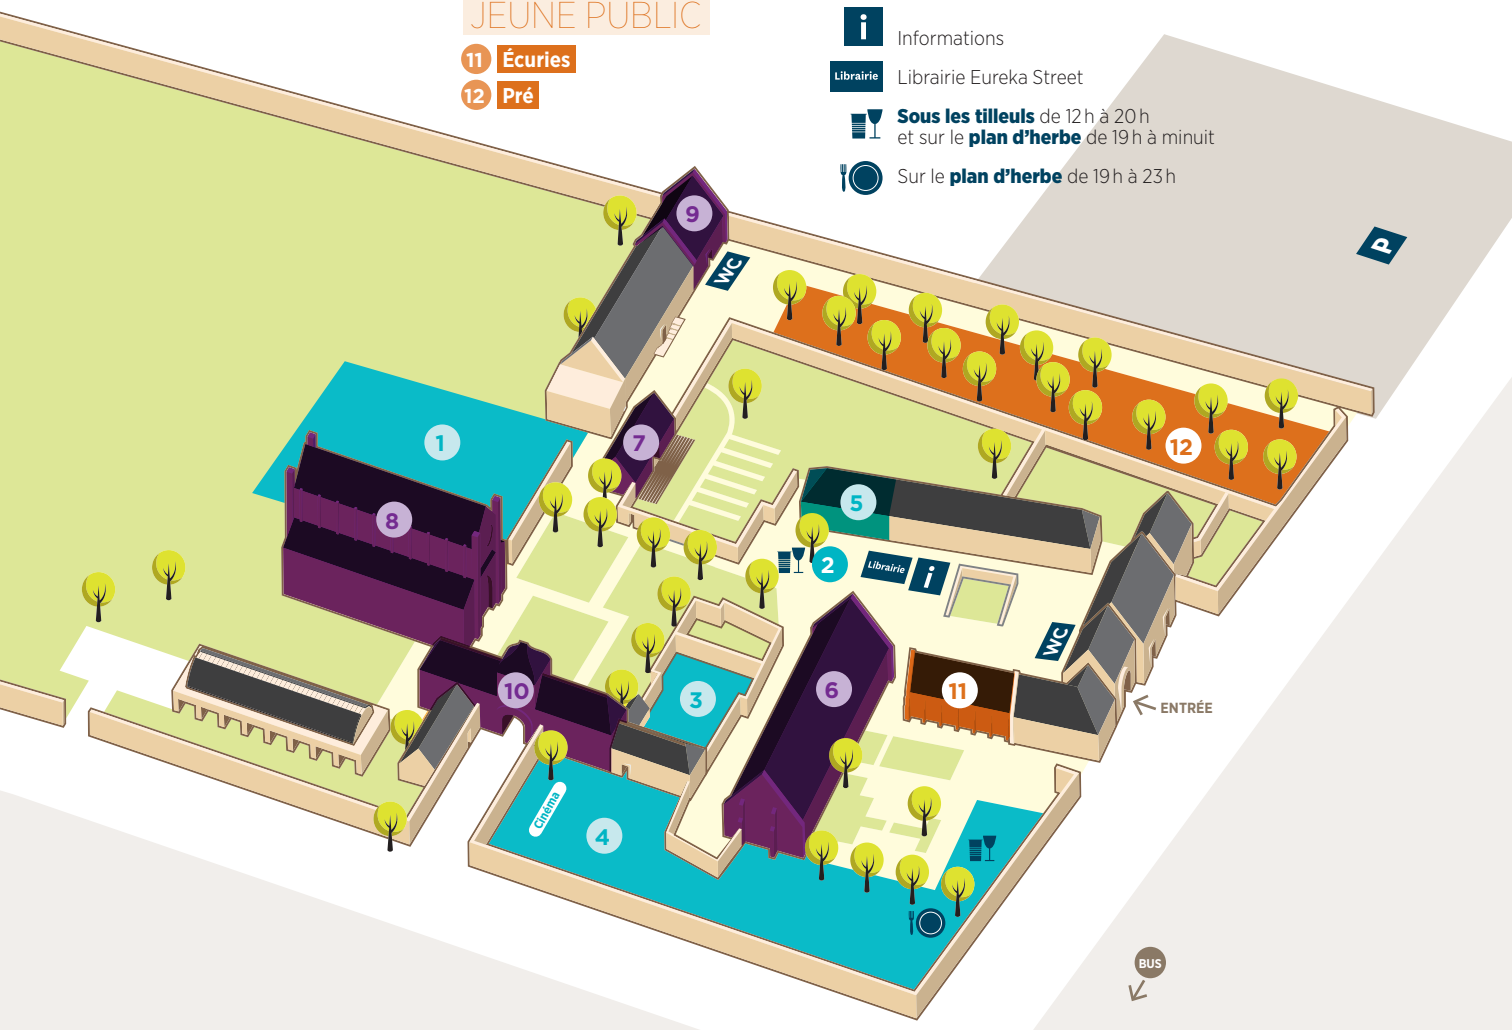 JEUNE PUBLIC
11 Écuries
12 Pré
i Informations
Librairie Librairie Eureka Street
Sous les tilleuls de 12 h à 20 h
et sur le plan d'herbe de 19 h à minuit
Sur le plan d'herbe de 19 h à 23 h
P
9
WC
1
7
12
8
5
2
Librairie
i
WC
10
3
6
11
ENTRÉE
Cinéma
4
BUS